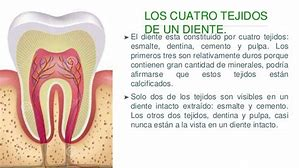 LOS CUATRO TEJIDOS
DE UN DIENTE.
El diente esta constituido por cuatro tejidos:
esmalte, dentina, cemento y pulpa. Los
primeros tres son relativamente duros porque
contienen gran cantidad de minerales, podría
afirmarse que estos tejidos están
calcificados.
Solo dos de los tejidos son visibles en un
diente intacto extraído: esmalte y cemento.
Los otros dos tejidos, dentina y pulpa, casi
nunca están a la vista en un diente intacto.